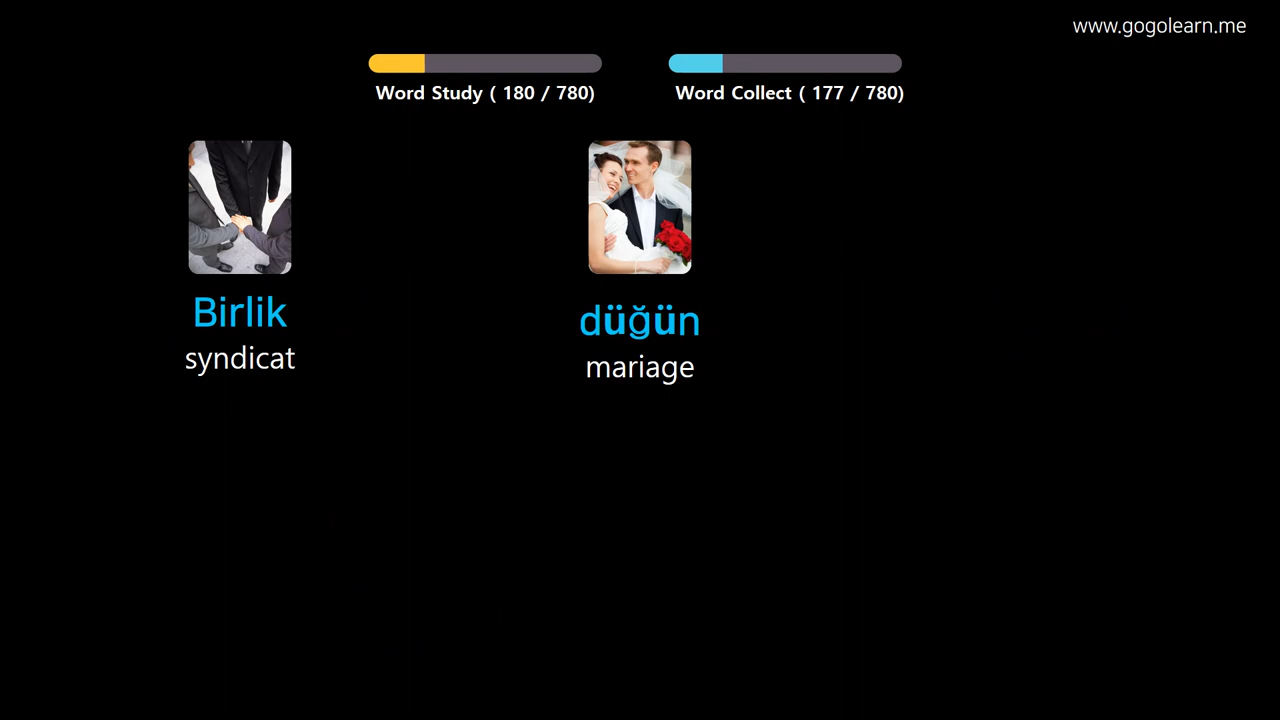 www.gogolearn.me
Word Study ( 180 / 780)
Word Collect ( 177 / 780)
Birlik
syndicat
düğün
mariage